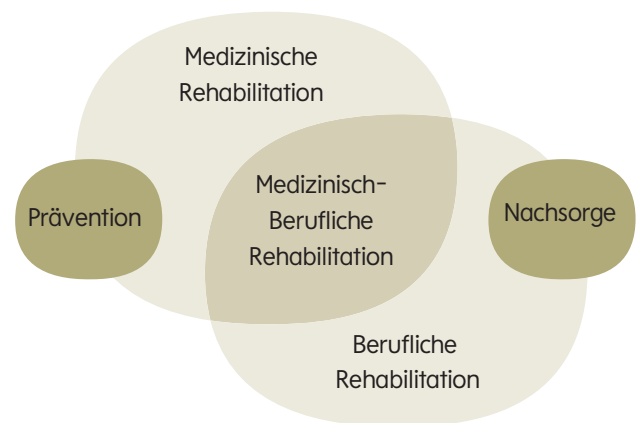 Medizinische
Rehabilitation
Prävention
Medizinisch-
Berufliche
Rehabilitation
Nachsorge
Berufliche
Rehabilitation